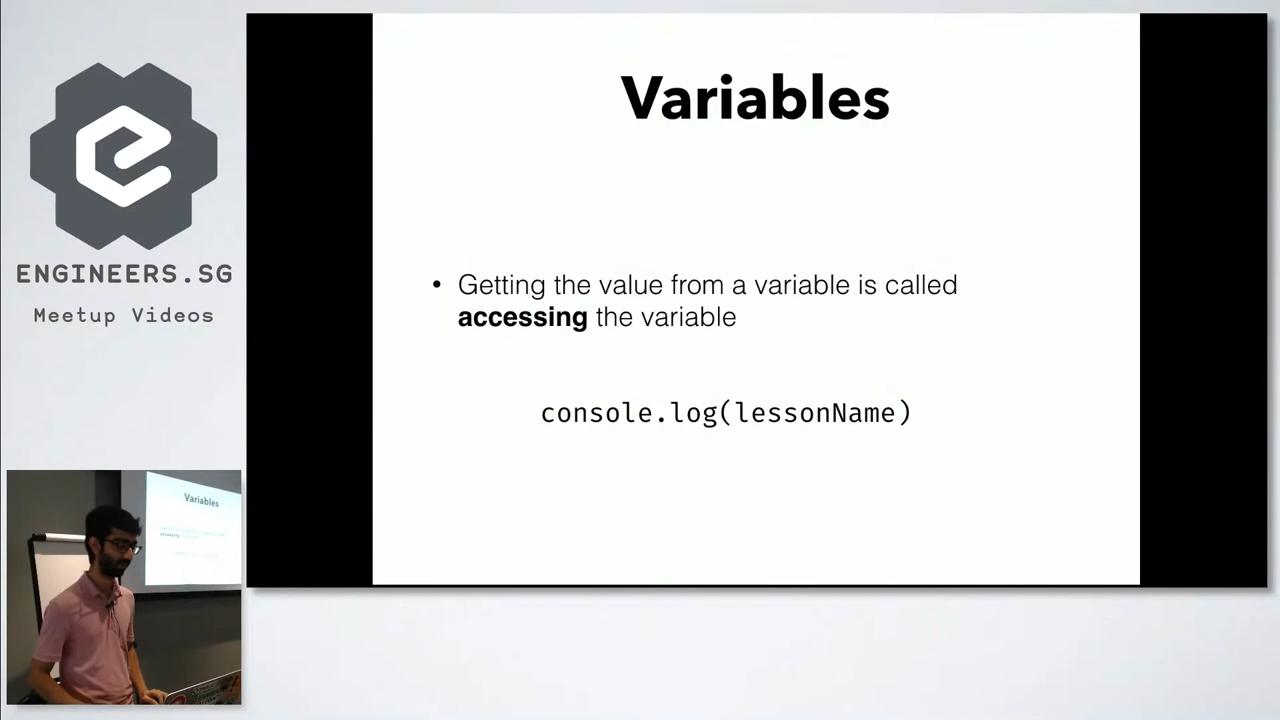 ENGINEERS.SG
Meetup Videos
Variables
• Getting the value from a variable is called
accessing the variable
console.log(lessonName)
Variables